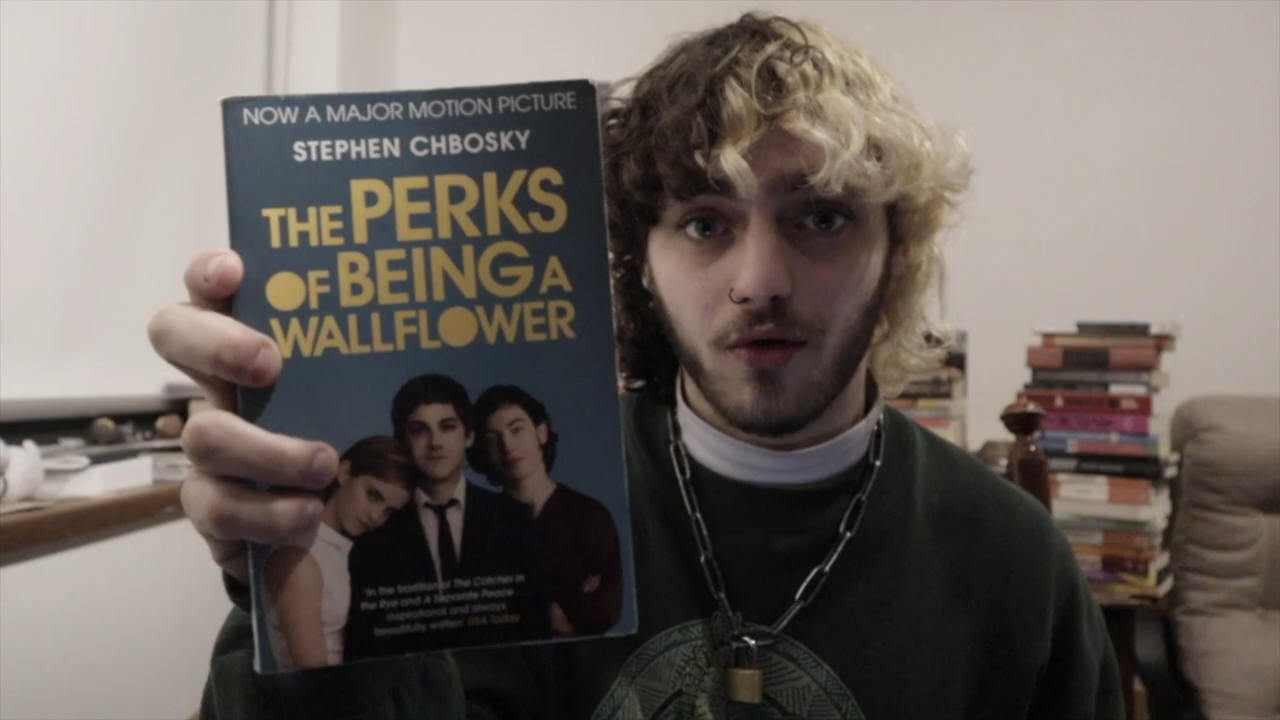 NOW A MAJOR MOTION PICTURE
STEPHEN CHBOSKY
THE PERKS
OF BEING A
WALLFLOWER
'In the tradition of The Catcher in
the Rye and A Separate Peace
inspirational and always
beautifully written' USA Today